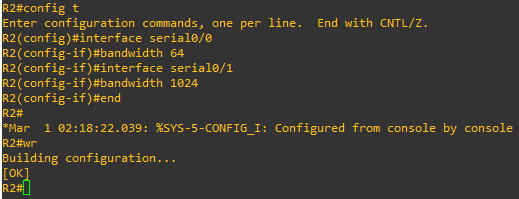 R2#config t
Enter configuration commands, one per line.  End with CNTL/Z.
R2(config)#interface serial0/0
R2(config-if)#bandwidth 64
R2(config-if)#interface serial0/1
R2(config-if)#bandwidth 1024
R2(config-if)#end
R2#
*Mar  1 02:18:22.039: %SYS-5-CONFIG_I: Configured from console by console
R2#wr
Building configuration...
[OK]
R2#